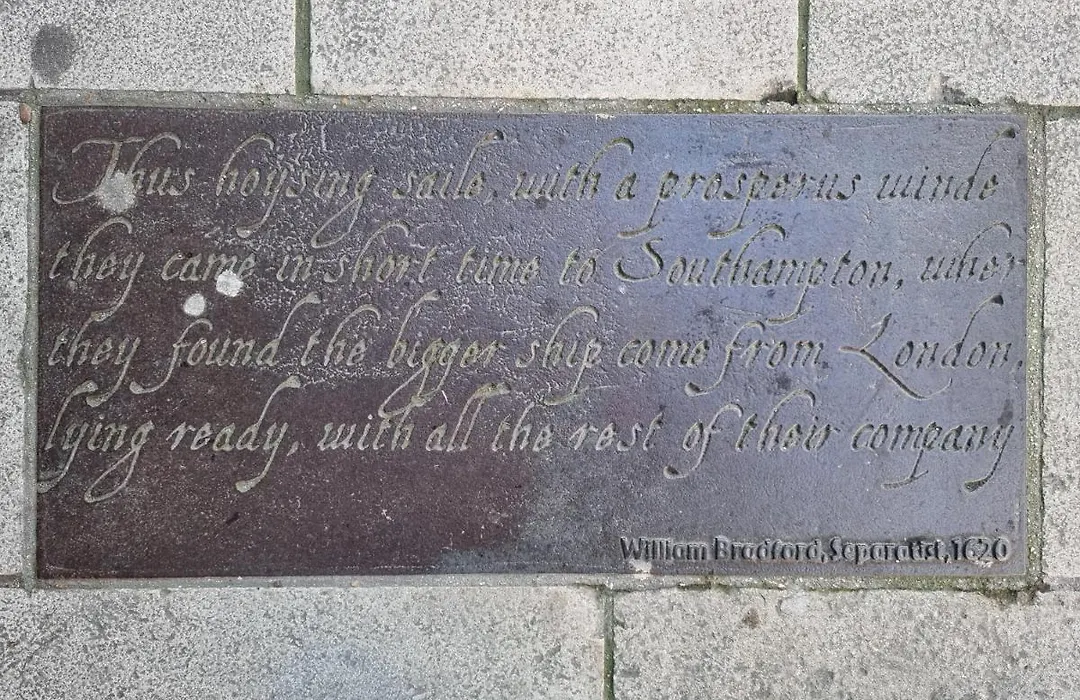 Thus hoysing saile, with a prosperus winde
they came in short time to Southampton, wher
they found the bigger ship come from London,
lying ready, with all the rest of their company
William Bradford, Separatist, 1620